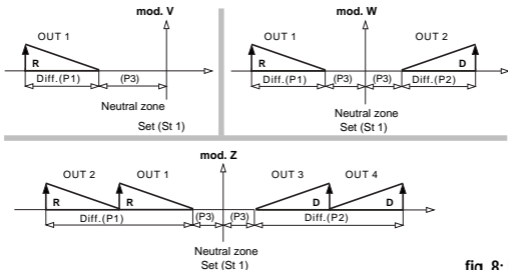 mod. V
OUT 1
R
Diff.(P1)
(P3)
Neutral zone
Set (St 1)
mod. W
OUT 1
OUT 2
R
D
Diff.(P1)
(P3)
(P3)
Diff.(P2)
Neutral zone
Set (St 1)
mod. Z
OUT 2
OUT 1
OUT 3
OUT 4
R
R
D
D
Diff.(P1)
(P3)
(P3)
Diff.(P2)
Neutral zone
Set (St 1)
fig. 8: